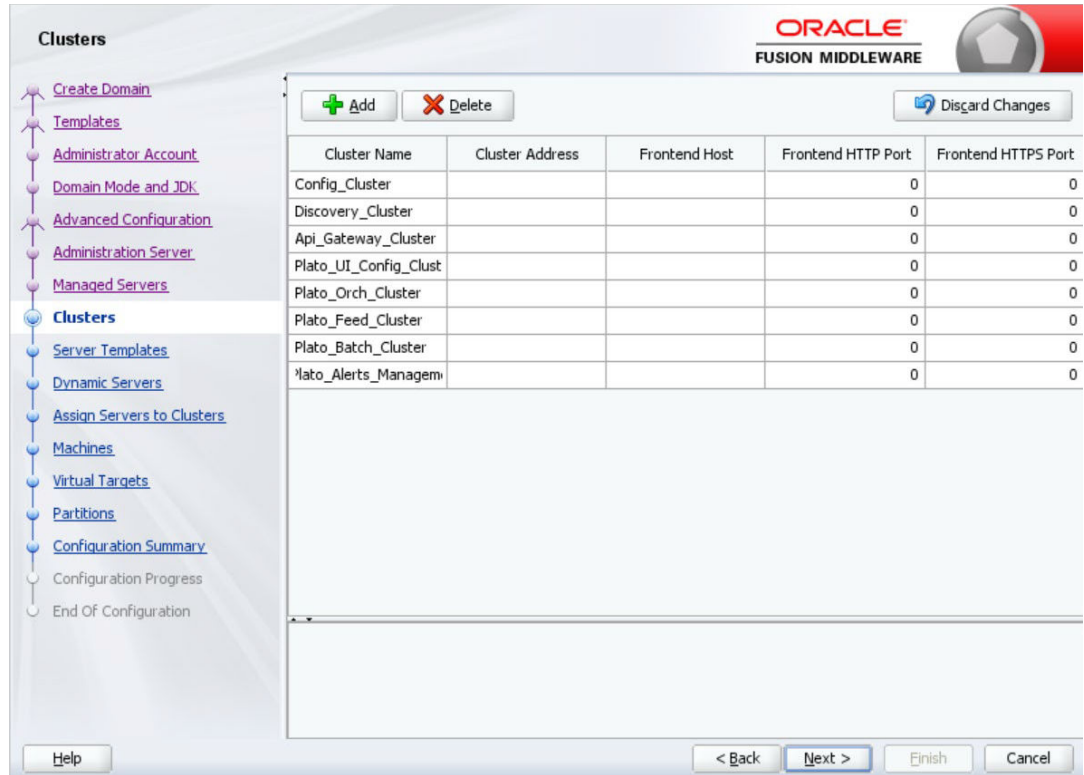 Clusters
ORACLE
FUSION MIDDLEWARE
Create Domain
Templates
Administrator Account
Domain Mode and JDK
Advanced Configuration
Administration Server
Managed Servers
Clusters
Server Templates
Dynamic Servers
Assign Servers to Clusters
Machines
Virtual Targets
Partitions
Configuration Summary
Configuration Progress
End Of Configuration
Add Delete Discard Changes
Cluster Name Cluster Address Frontend Host Frontend HTTP Port Frontend HTTPS Port
Config_Cluster 0 0
Discovery_Cluster 0 0
Api_Gateway_Cluster 0 0
Plato_UI_Config_Clust 0 0
Plato_Orch_Cluster 0 0
Plato_Feed_Cluster 0 0
Plato_Batch_Cluster 0 0
Plato_Alerts_Managem 0 0
Help < Back Next > Finish Cancel